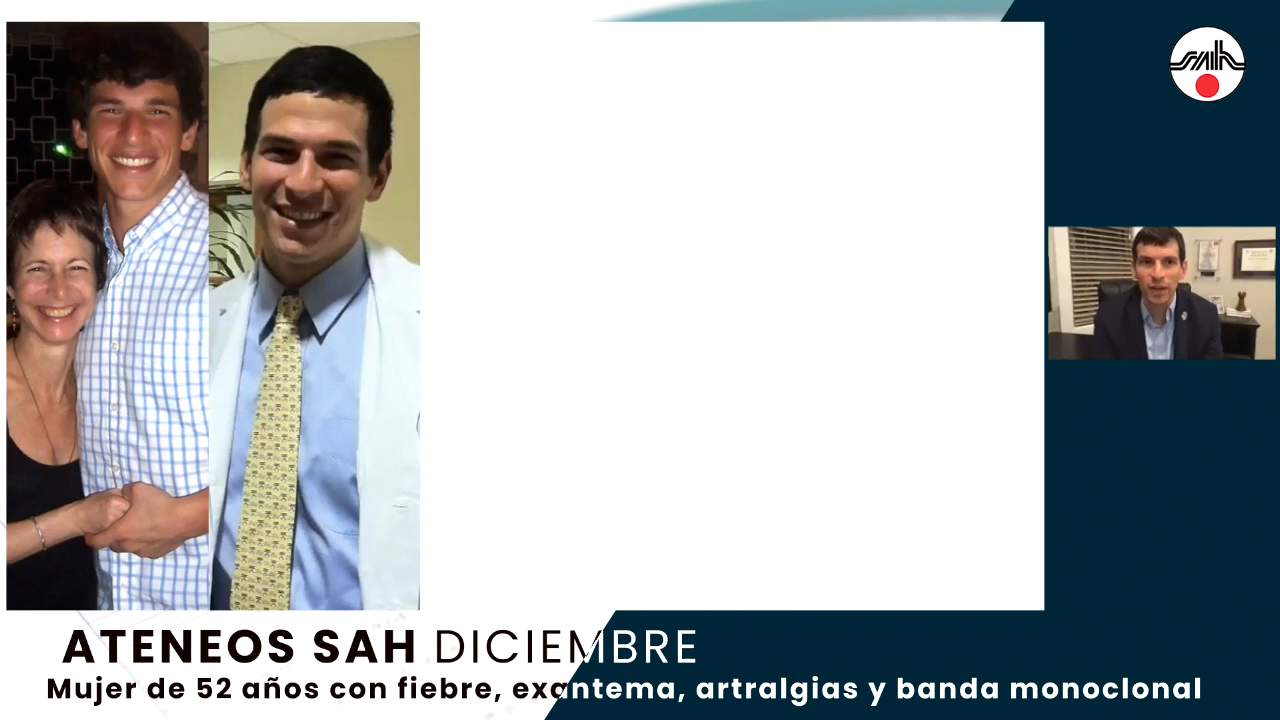 ATENEOS SAH DICIEMBRE
Mujer de 52 años con fiebre, exantema, artralgias y banda monoclonal